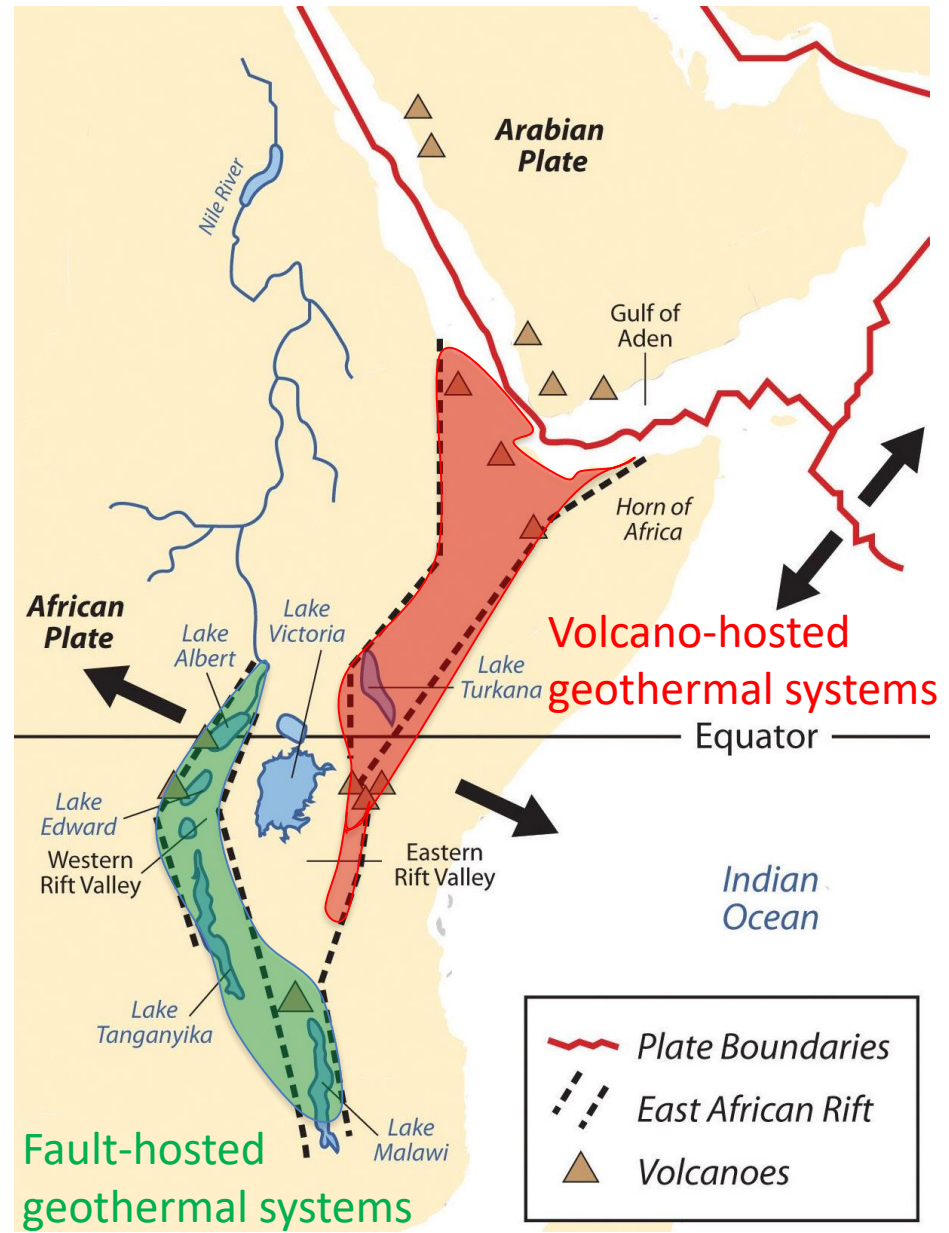 Arabian
Plate
Nile River
Gulf of
Aden
Horn of
Africa
African
Plate
Lake
Victoria
Lake
Albert
Volcano-hosted
geothermal systems
Lake
Turkana
Equator
Lake
Edward
Western
Rift Valley
Eastern
Rift Valley
Indian
Ocean
Lake
Tanganyika
Lake
Malawi
Fault-hosted
geothermal systems
Plate Boundaries
East African Rift
Volcanoes